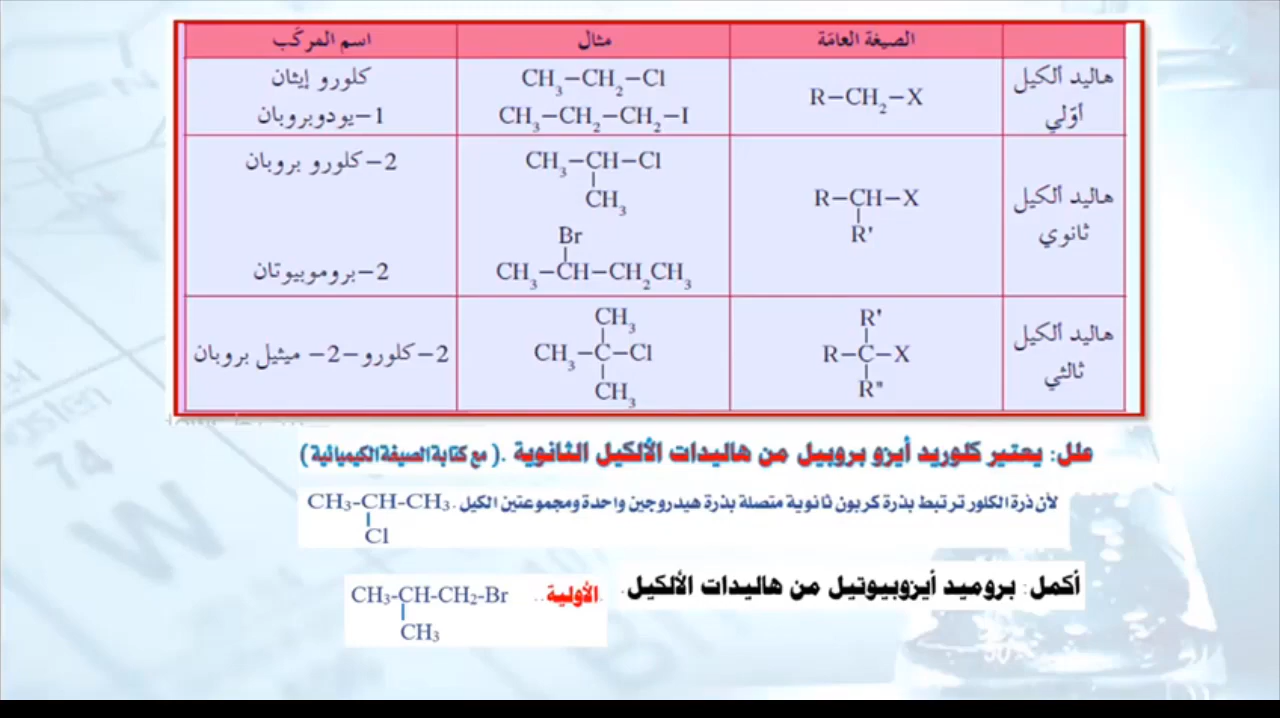 الصيغة العامّة مثال اسم المركّب
هاليد ألكيل أوّلي
R–CH₂–X
CH₃–CH₂–Cl
كلورو إيثان
CH₃–CH₂–CH₂–I
1–يودوبروبان
هاليد ألكيل ثانوي
R–CH–X
R'
CH₃–CH–Cl
CH₃
2–كلورو بروبان
Br
CH₃–CH–CH₂CH₃
2–بروموبيوتان
هاليد ألكيل ثالثي
R'
R–C–X
R"
CH₃
CH₃–C–Cl
CH₃
2–كلورو–2– ميثيل بروبان
علل: يعتبر كلوريد أيزو بروبيل من هاليدات الألكيل الثانوية .( مع كتابة الصيغة الكيميائية)
لأن ذرة الكلور ترتبط بذرة كربون ثانوية متصلة بذرة هيدروجين واحدة ومجموعتين الكيل . CH₃-CH-CH₃
Cl
أكمل: بروميد أيزوبيوتيل من هاليدات الألكيل. .الأولية.. CH₃-CH-CH₂-Br
CH₃
74
W